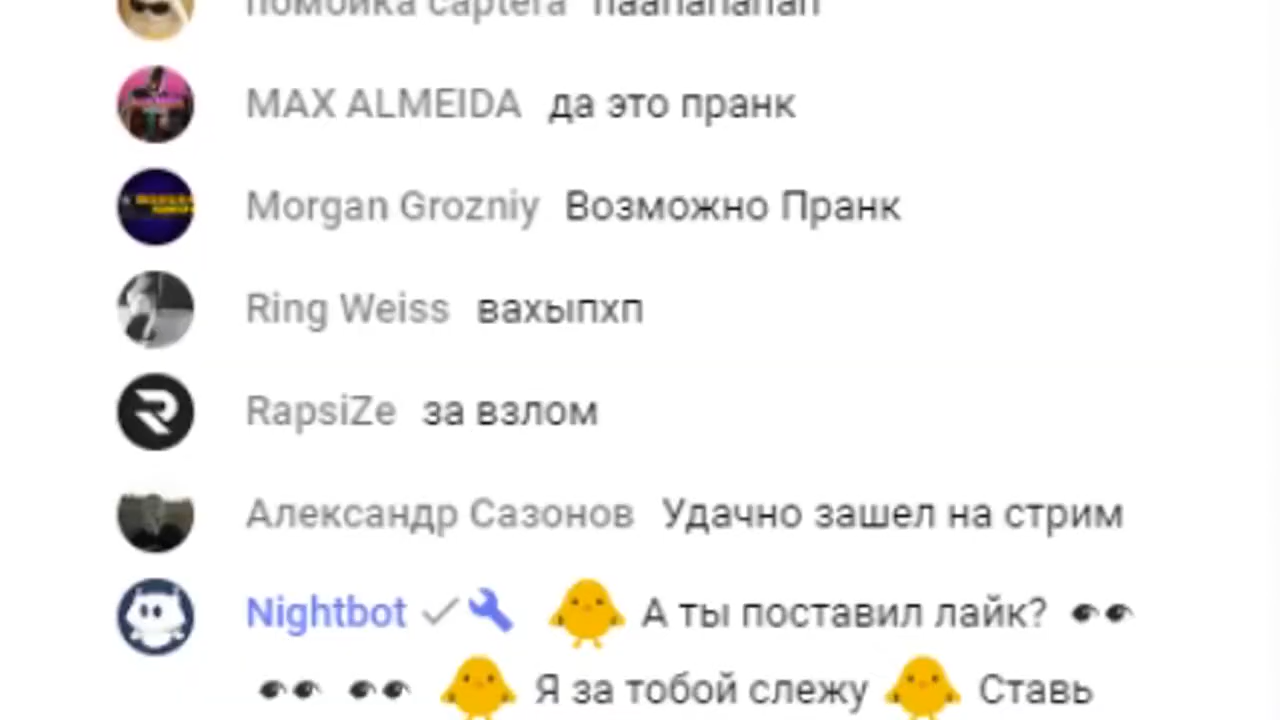 MAX ALMEIDA да это пранк
Morgan Grozniy Возможно Пранк
Ring Weiss вахыпхп
RapsiZe за взлом
Александр Сазонов Удачно зашел на стрим
Nightbot А ты поставил лайк?
Я за тобой слежу Ставь